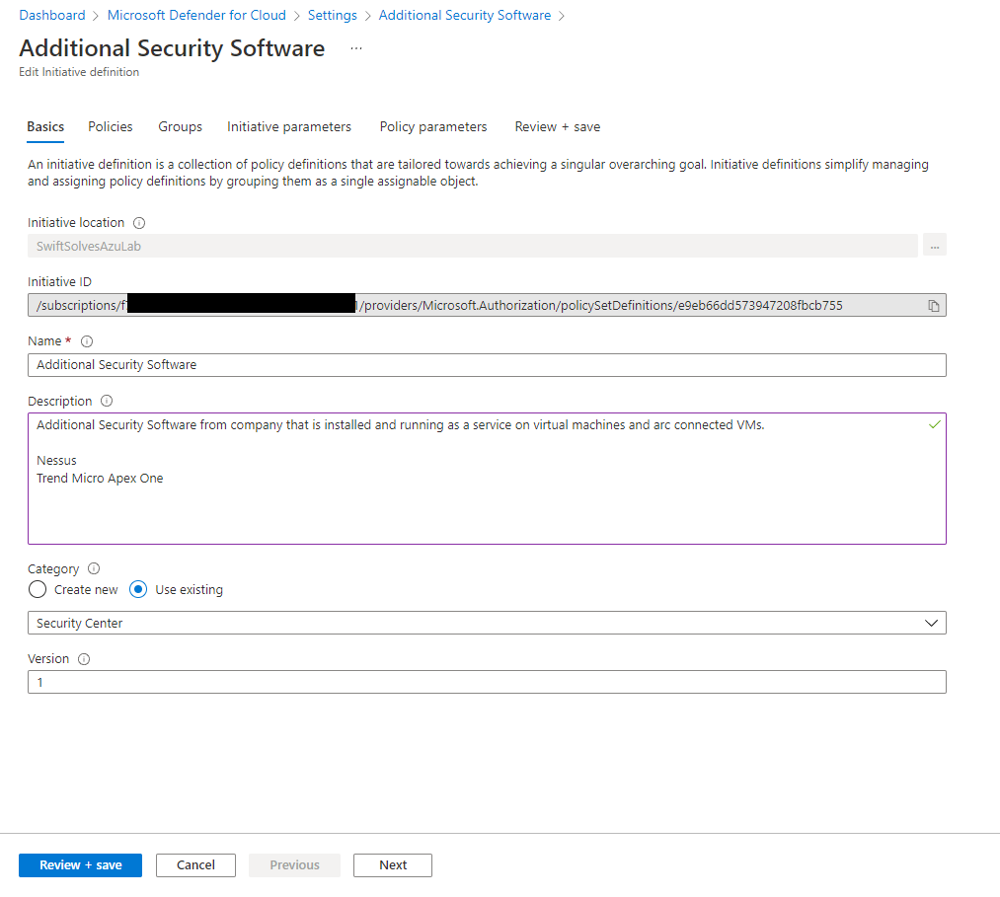 Dashboard > Microsoft Defender for Cloud > Settings > Additional Security Software >
Additional Security Software ...
Edit Initiative definition
Basics Policies Groups Initiative parameters Policy parameters Review + save
An initiative definition is a collection of policy definitions that are tailored towards achieving a singular overarching goal. Initiative definitions simplify managing
and assigning policy definitions by grouping them as a single assignable object.
Initiative location
SwiftSolvesAzuLab ...
Initiative ID
/subscriptions/f /providers/Microsoft.Authorization/policySetDefinitions/e9eb66dd573947208fbcb755
Name *
Additional Security Software
Description
Additional Security Software from company that is installed and running as a service on virtual machines and arc connected VMs.
Nessus
Trend Micro Apex One
Category
Create new Use existing
Security Center
Version
1
Review + save Cancel Previous Next